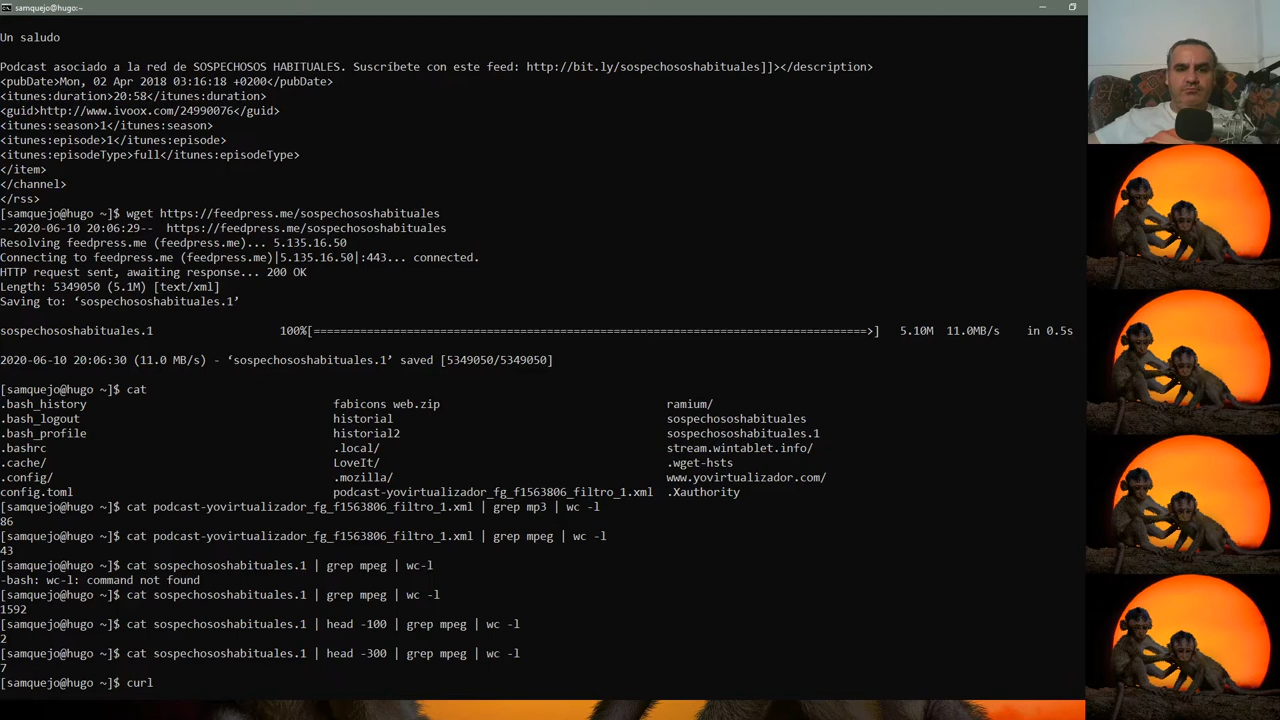 samquejo@hugo:~
Un saludo
Podcast asociado a la red de SOSPECHOSOS HABITUALES. Suscríbete con este feed: http://bit.ly/sospechososhabituales]]></description>
<pubDate>Mon, 02 Apr 2018 03:16:18 +0200</pubDate>
<itunes:duration>20:58</itunes:duration>
<guid>http://www.ivoox.com/24990076</guid>
<itunes:season>1</itunes:season>
<itunes:episode>1</itunes:episode>
<itunes:episodeType>full</itunes:episodeType>
</item>
</channel>
</rss>
[samquejo@hugo ~]$ wget https://feedpress.me/sospechososhabituales
--2020-06-10 20:06:29--  https://feedpress.me/sospechososhabituales
Resolving feedpress.me (feedpress.me)... 5.135.16.50
Connecting to feedpress.me (feedpress.me)|5.135.16.50|:443... connected.
HTTP request sent, awaiting response... 200 OK
Length: 5349050 (5.1M) [text/xml]
Saving to: ‘sospechososhabituales.1’
sospechososhabituales.1 100%[===================================================================================>] 5.10M 11.0MB/s in 0.5s
2020-06-10 20:06:30 (11.0 MB/s) - ‘sospechososhabituales.1’ saved [5349050/5349050]
[samquejo@hugo ~]$ cat
.bash_history fabicons web.zip ramium/
.bash_logout historial sospechososhabituales
.bash_profile historial2 sospechososhabituales.1
.bashrc .local/ stream.wintablet.info/
.cache/ LoveIt/ .wget-hsts
.config/ .mozilla/ www.yovirtualizador.com/
config.toml podcast-yovirtualizador_fg_f1563806_filtro_1.xml .Xauthority
[samquejo@hugo ~]$ cat podcast-yovirtualizador_fg_f1563806_filtro_1.xml | grep mp3 | wc -l
86
[samquejo@hugo ~]$ cat podcast-yovirtualizador_fg_f1563806_filtro_1.xml | grep mpeg | wc -l
43
[samquejo@hugo ~]$ cat sospechososhabituales.1 | grep mpeg | wc-l
-bash: wc-l: command not found
[samquejo@hugo ~]$ cat sospechososhabituales.1 | grep mpeg | wc -l
1592
[samquejo@hugo ~]$ cat sospechososhabituales.1 | head -100 | grep mpeg | wc -l
2
[samquejo@hugo ~]$ cat sospechososhabituales.1 | head -300 | grep mpeg | wc -l
7
[samquejo@hugo ~]$ curl